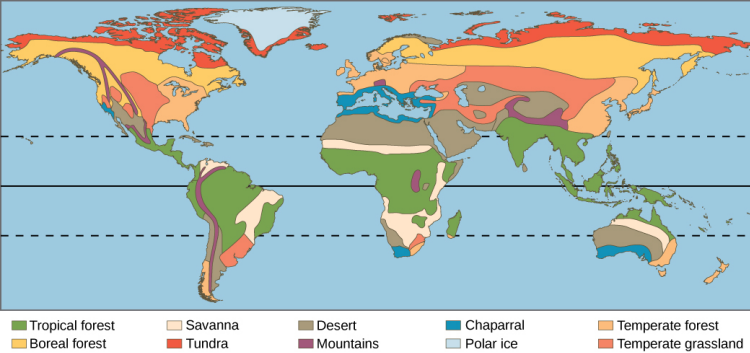 Tropical forest Savanna Desert Chaparral Temperate forest
Boreal forest Tundra Mountains Polar ice Temperate grassland